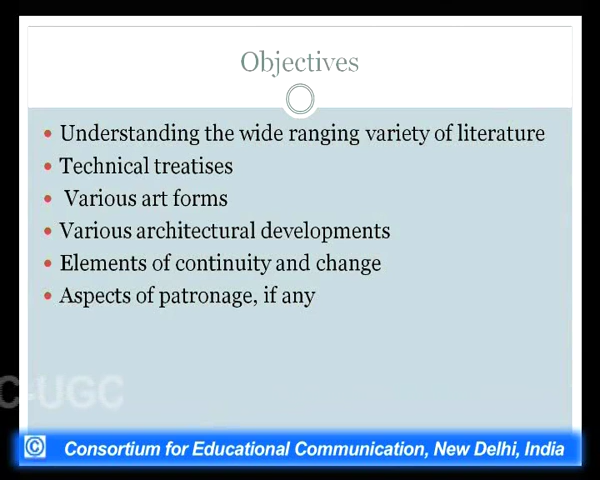 Objectives
• Understanding the wide ranging variety of literature
• Technical treatises
• Various art forms
• Various architectural developments
• Elements of continuity and change
• Aspects of patronage, if any
C-UGC
© Consortium for Educational Communication, New Delhi, India